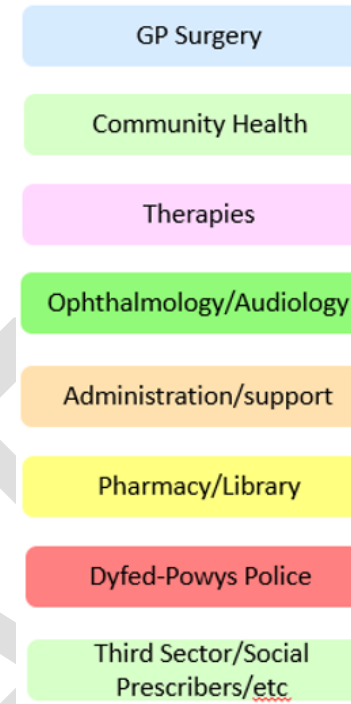 GP Surgery
Community Health
Therapies
Ophthalmology/Audiology
Administration/support
Pharmacy/Library
Dyfed-Powys Police
Third Sector/Social
Prescribers/etc